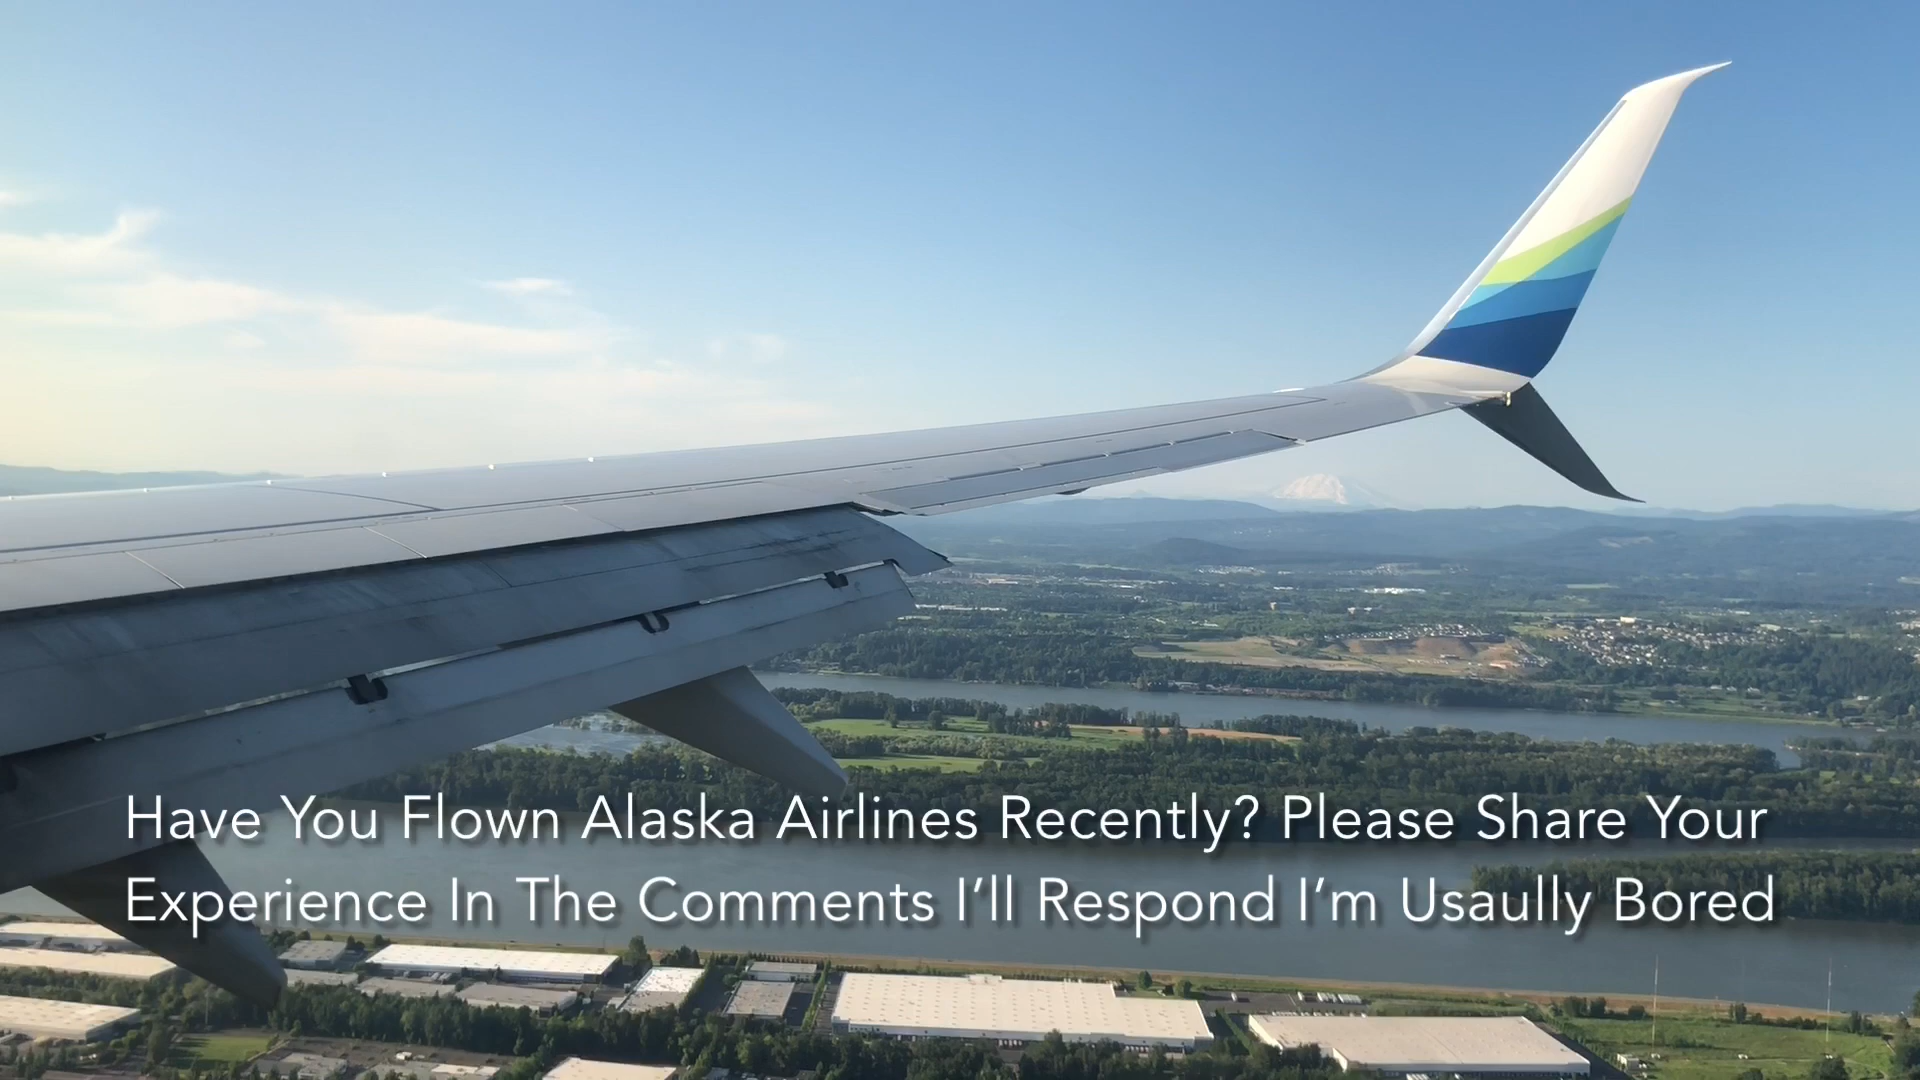 Have You Flown Alaska Airlines Recently? Please Share Your
Experience In The Comments I’ll Respond I’m Usaully Bored